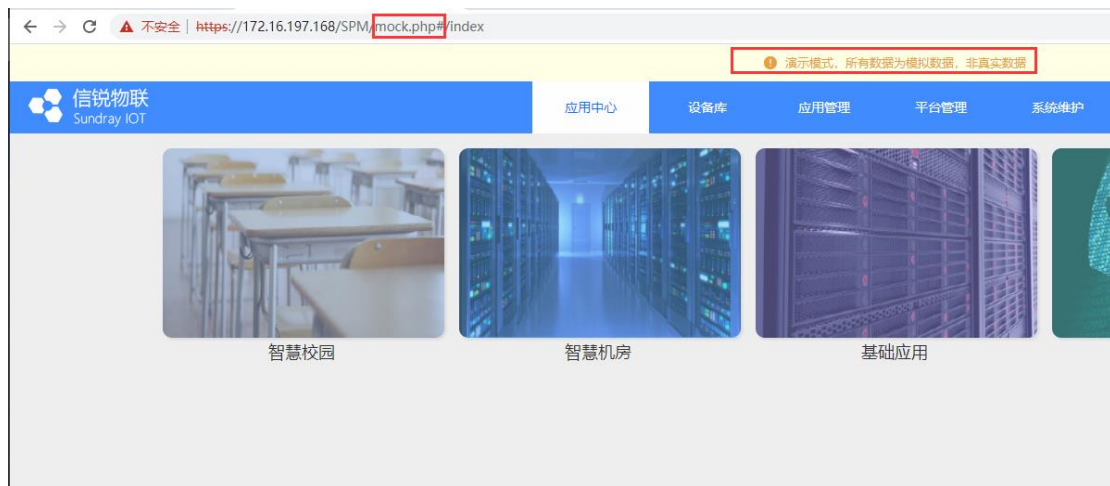 不安全 | https://172.16.197.168/SPM/mock.php#/index
演示模式，所有数据为模拟数据，非真实数据
信锐物联
Sundray IOT
应用中心
设备库
应用管理
平台管理
系统维护
智慧校园
智慧机房
基础应用